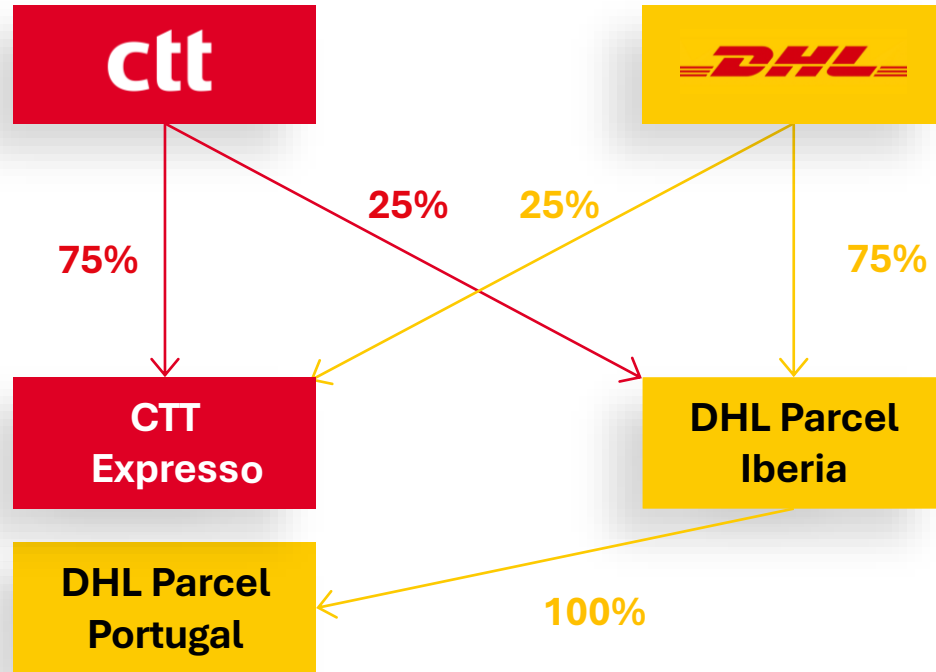 ctt
DHL
25%
25%
75%
75%
CTT
Expresso
DHL Parcel
Iberia
DHL Parcel
Portugal
100%